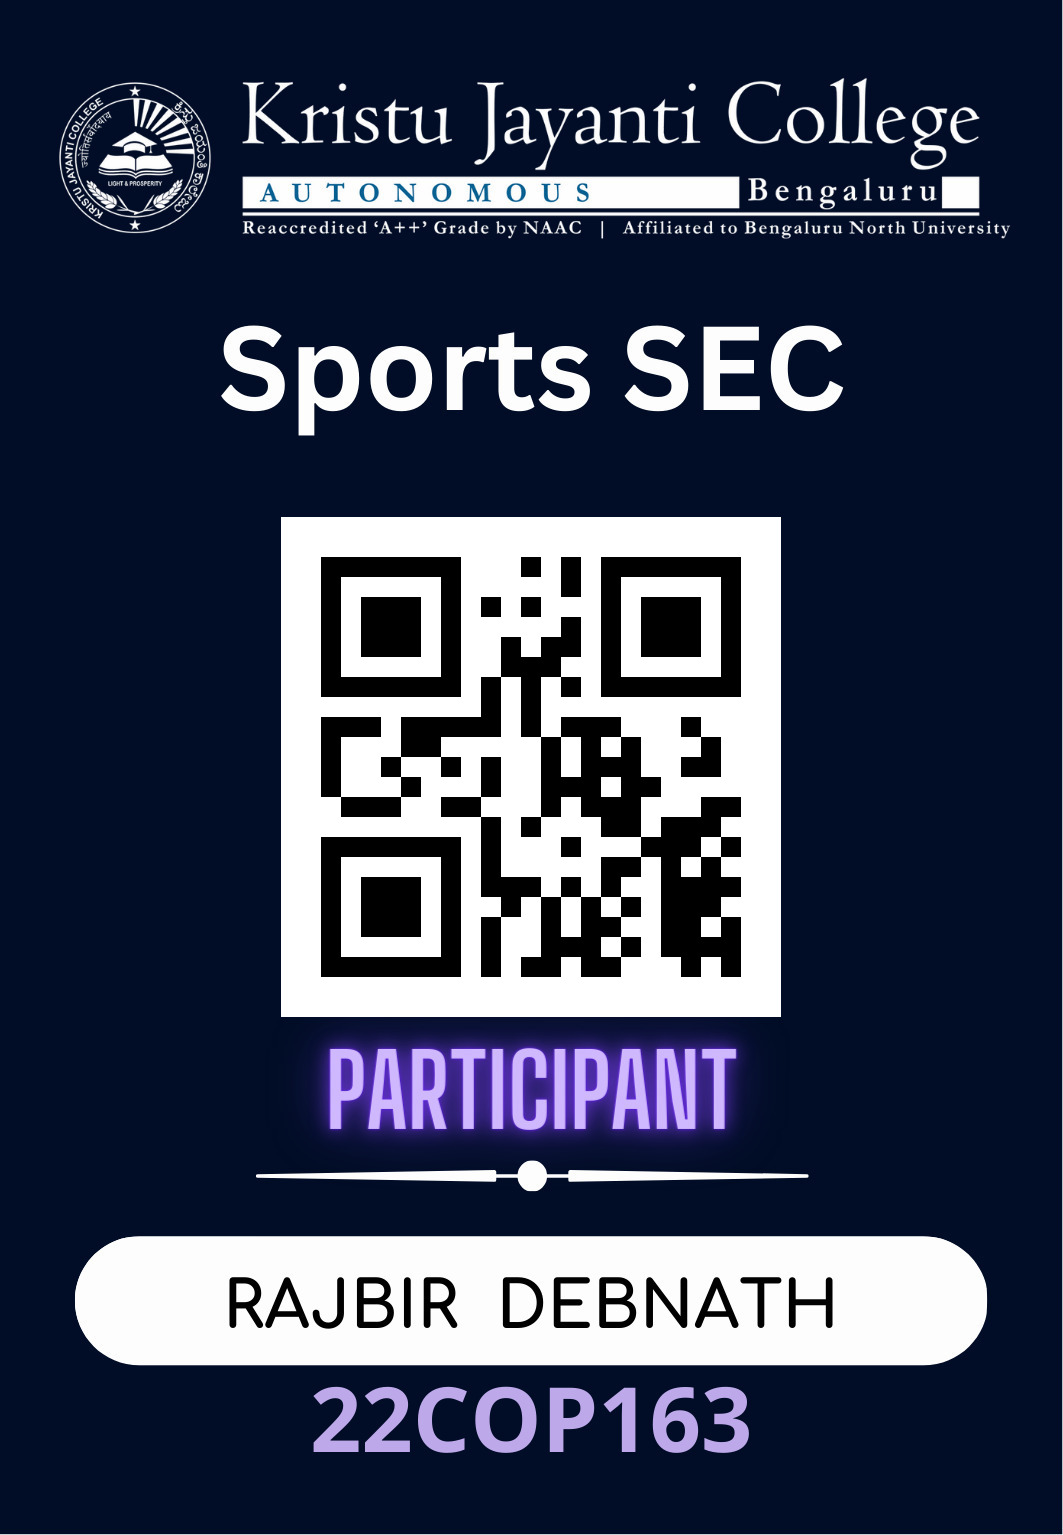 KRISTU JAYANTI COLLEGE
LIGHT & PROSPERITY
Kristu Jayanti College
AUTONOMOUS Bengaluru
Reaccredited ‘A++’ Grade by NAAC | Affiliated to Bengaluru North University
Sports SEC
PARTICIPANT
RAJBIR DEBNATH
22COP163